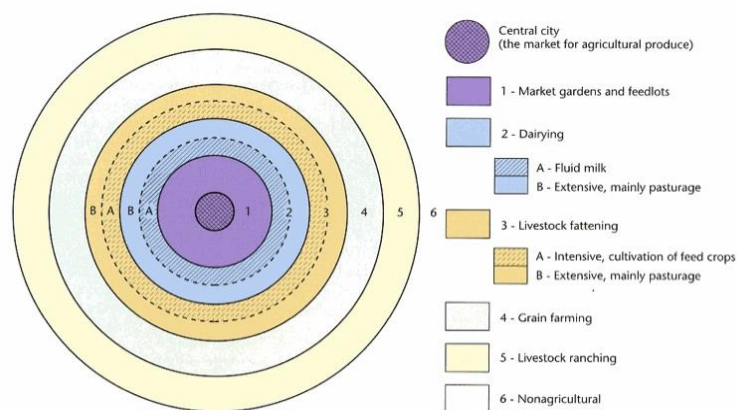 Central city
(the market for agricultural produce)
1 - Market gardens and feedlots
2 - Dairying
A - Fluid milk
B - Extensive, mainly pasturage
3 - Livestock fattening
A - Intensive, cultivation of feed crops
B - Extensive, mainly pasturage
4 - Grain farming
5 - Livestock ranching
6 - Nonagricultural
B A B A 1 2 3 4 5 6